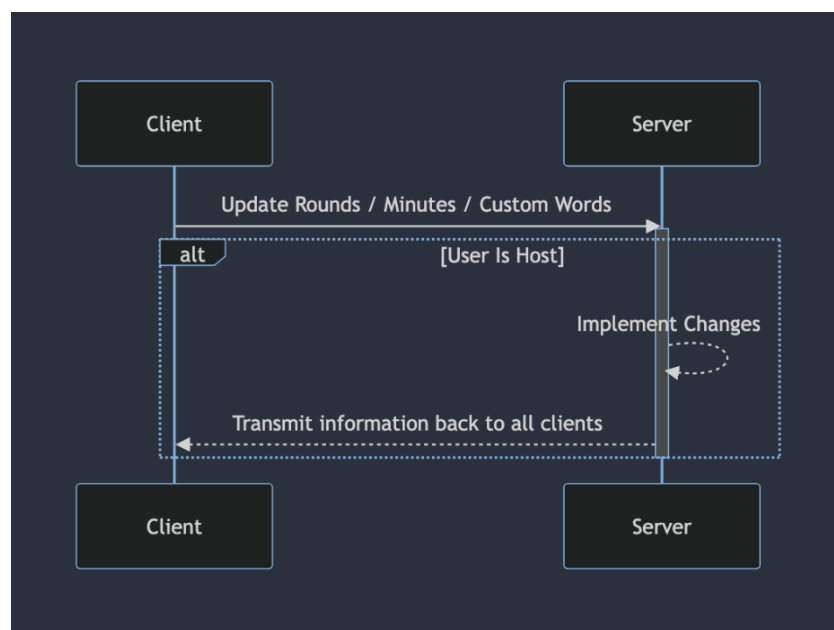 Client
Server
Update Rounds / Minutes / Custom Words
alt
[User Is Host]
Implement Changes
Transmit information back to all clients
Client
Server